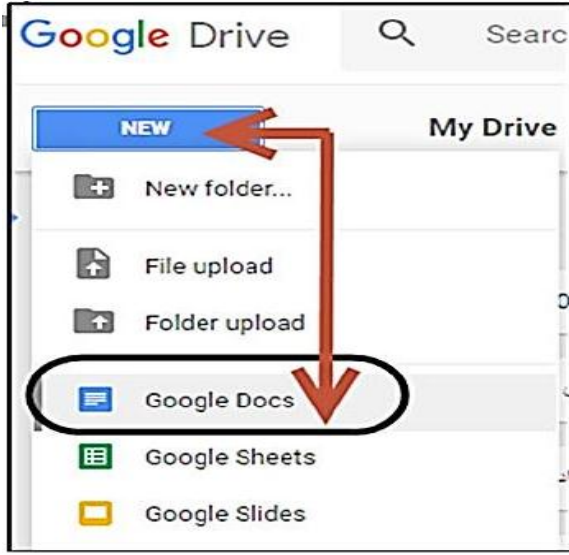 Google Drive Searc
NEW My Drive
New folder...
File upload
Folder upload
Google Docs
Google Sheets
Google Slides